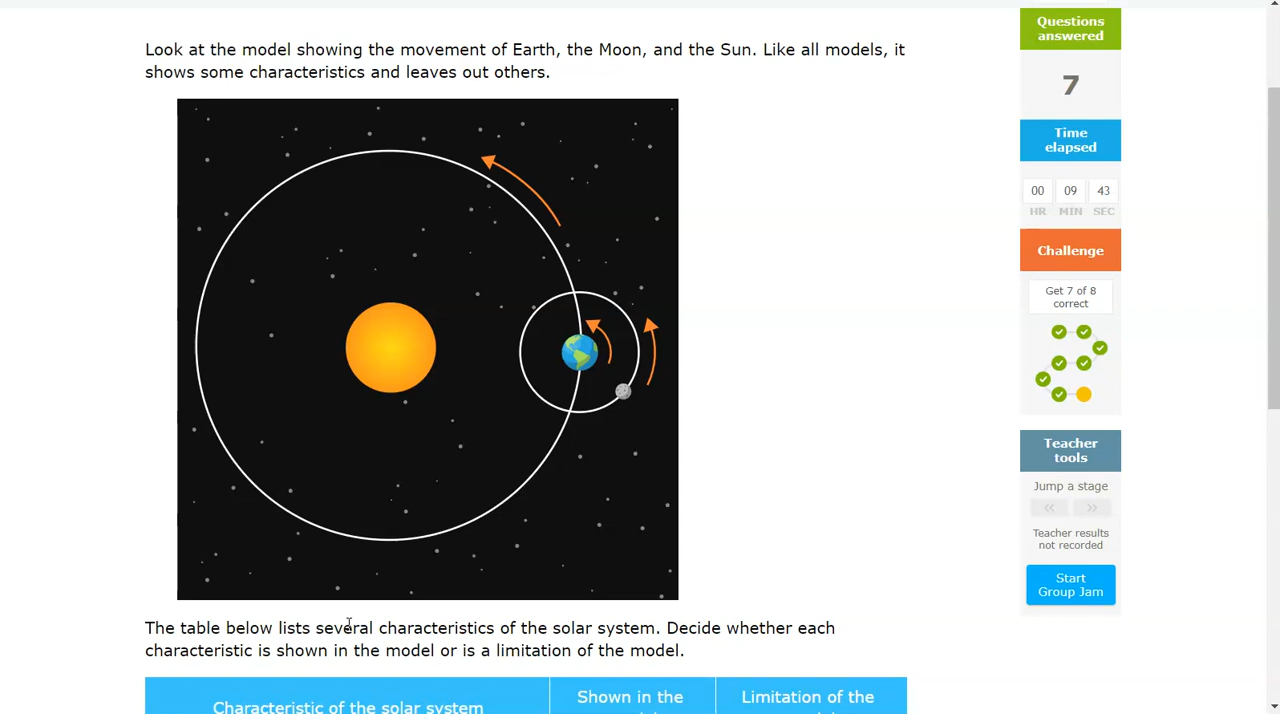 Look at the model showing the movement of Earth, the Moon, and the Sun. Like all models, it
shows some characteristics and leaves out others.
The table below lists several characteristics of the solar system. Decide whether each
characteristic is shown in the model or is a limitation of the model.
Characteristic of the solar system
Shown in the
Limitation of the
Questions
answered
7
Time
elapsed
00 09 43
HR MIN SEC
Challenge
Get 7 of 8
correct
Teacher
tools
Jump a stage
<< >>
Teacher results
not recorded
Start
Group Jam